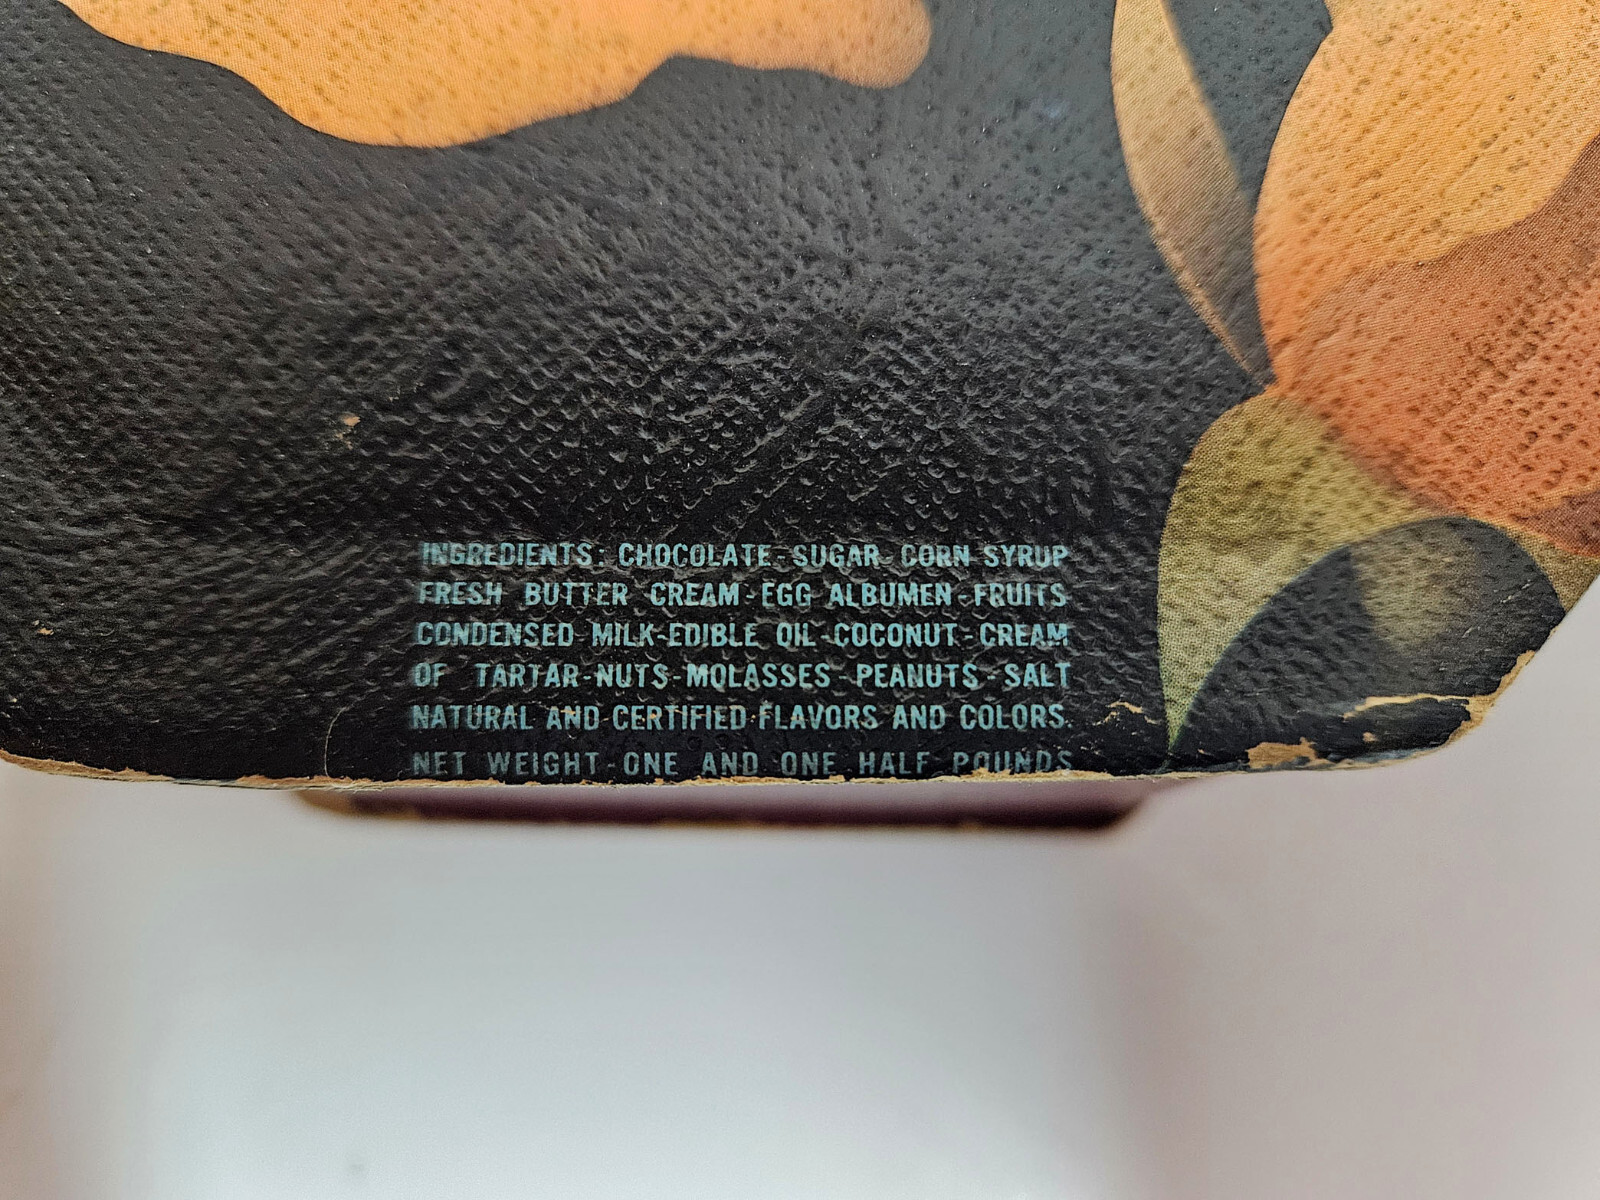 INGREDIENTS: CHOCOLATE-SUGAR-CORN SYRUP
FRESH BUTTER CREAM-EGG ALBUMEN-FRUITS
CONDENSED MILK-EDIBLE OIL-COCONUT-CREAM
OF TARTAR-NUTS-MOLASSES-PEANUTS-SALT
NATURAL AND CERTIFIED FLAVORS AND COLORS.
NET WEIGHT-ONE AND ONE HALF POUNDS